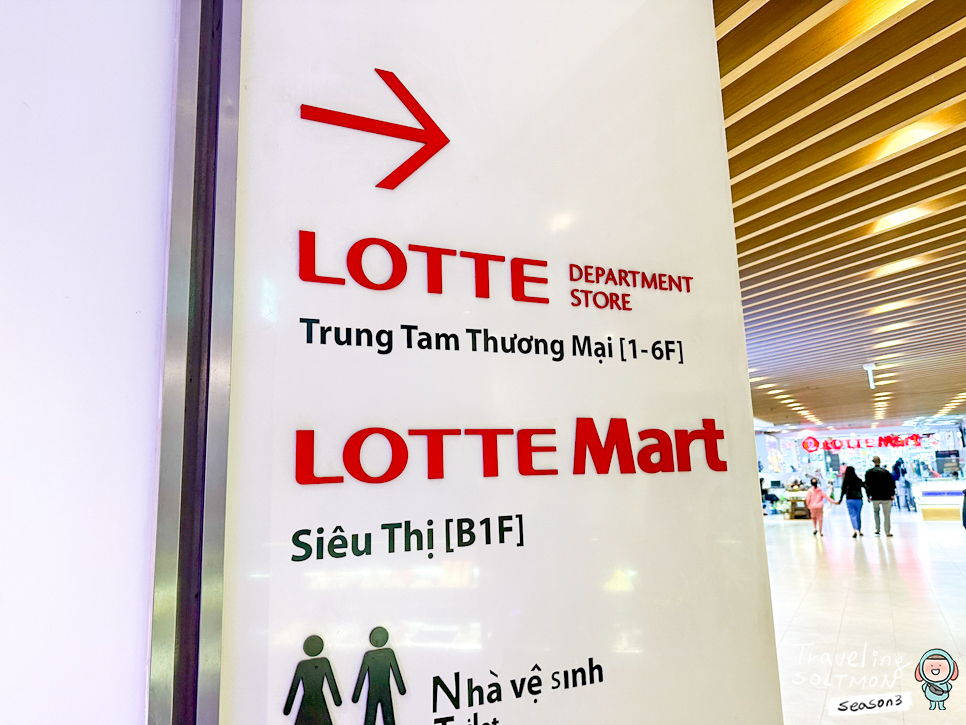 LOTTE DEPARTMENT STORE
Trung Tam Thương Mại [1-6F]
LOTTE Mart
Siêu Thị [B1F]
Nhà vệ sinh
Toilet
LOTTE Mart
Traveling
SOLTMON
season3